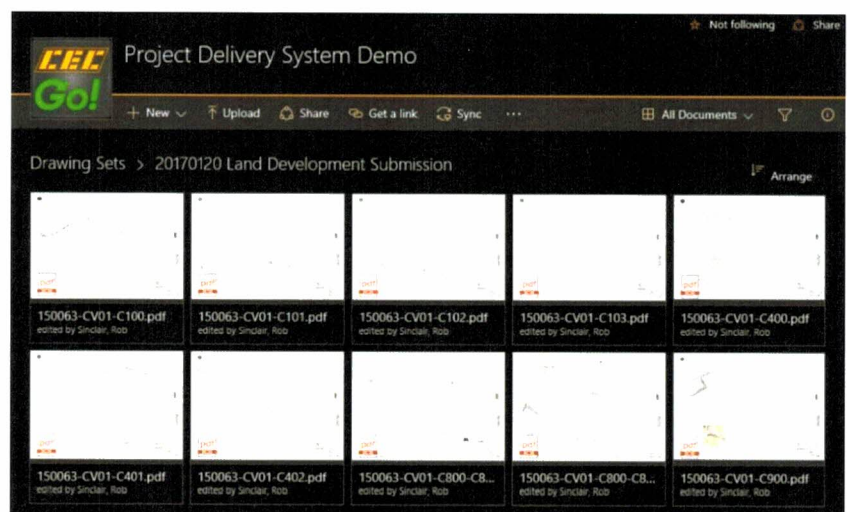 Not following Share
CEC
Go!
Project Delivery System Demo
New Upload Share Get a link Sync ... All Documents
Drawing Sets > 20170120 Land Development Submission
Arrange
150063-CV01-C100.pdf
edited by Sinclair, Rob
150063-CV01-C101.pdf
edited by Sinclair, Rob
150063-CV01-C102.pdf
edited by Sinclair, Rob
150063-CV01-C103.pdf
edited by Sinclair, Rob
150063-CV01-C400.pdf
edited by Sinclair, Rob
150063-CV01-C401.pdf
edited by Sinclair, Rob
150063-CV01-C402.pdf
edited by Sinclair, Rob
150063-CV01-C800-C8...
edited by Sinclair, Rob
150063-CV01-C800-C8...
edited by Sinclair, Rob
150063-CV01-C900.pdf
edited by Sinclair, Rob